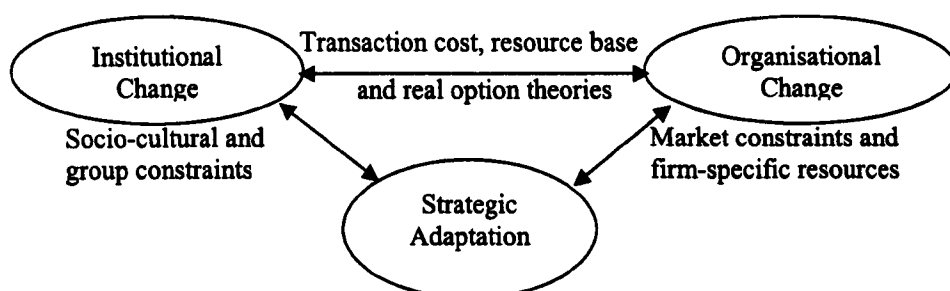 Institutional
Change
Transaction cost, resource base
and real option theories
Organisational
Change
Socio-cultural and
group constraints
Market constraints and
firm-specific resources
Strategic
Adaptation